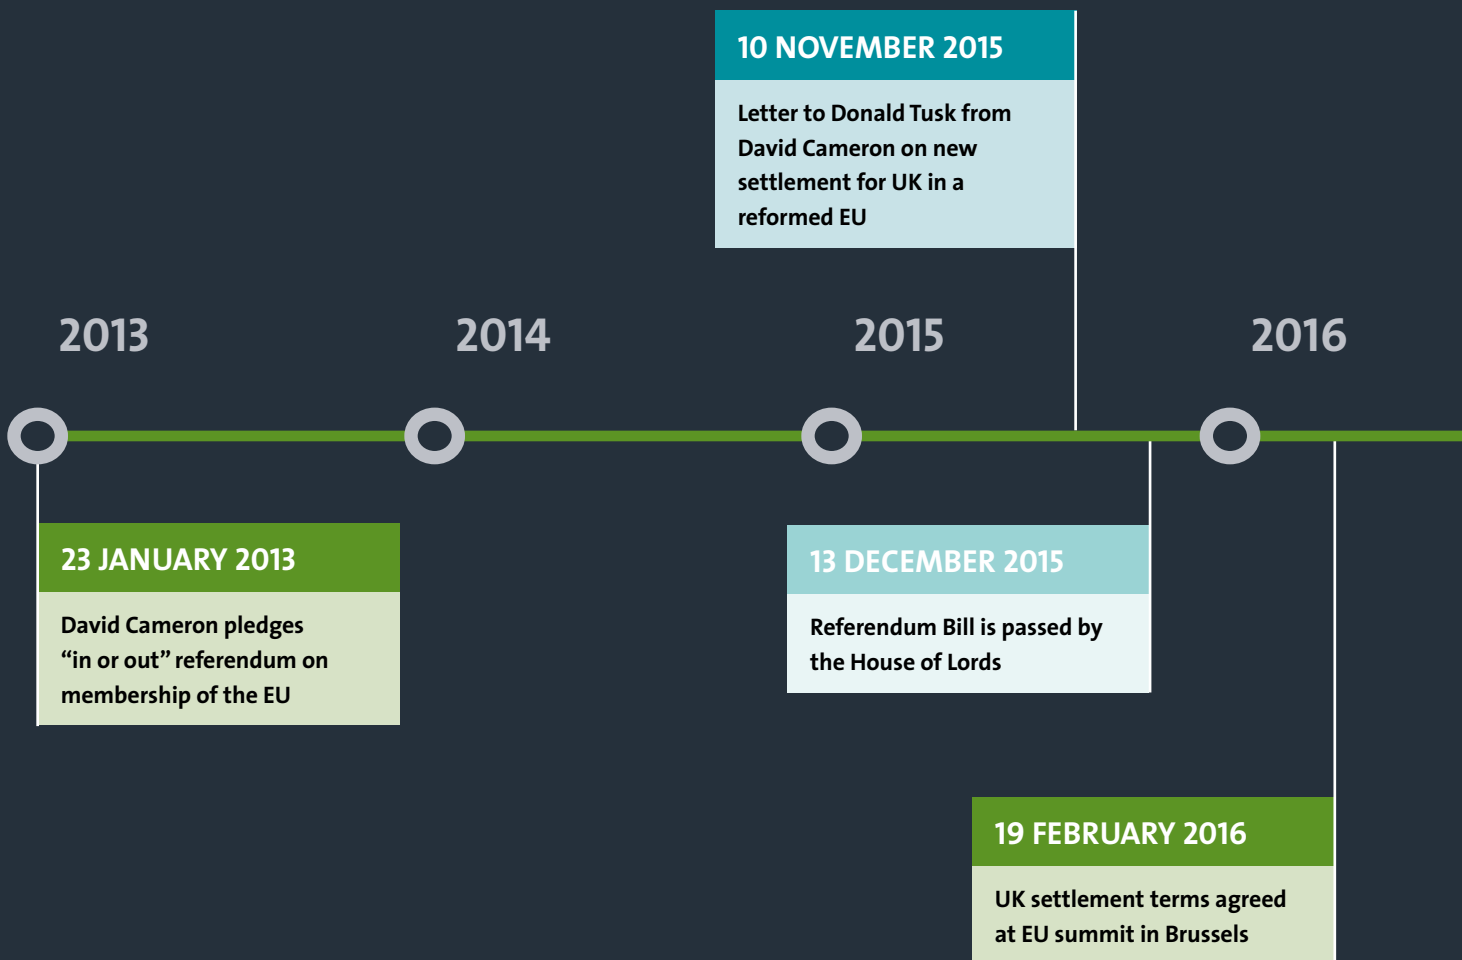 10 NOVEMBER 2015
Letter to Donald Tusk from
David Cameron on new
settlement for UK in a
reformed EU
2013
2014
2015
2016
23 JANUARY 2013
David Cameron pledges
“in or out” referendum on
membership of the EU
13 DECEMBER 2015
Referendum Bill is passed by
the House of Lords
19 FEBRUARY 2016
UK settlement terms agreed
at EU summit in Brussels